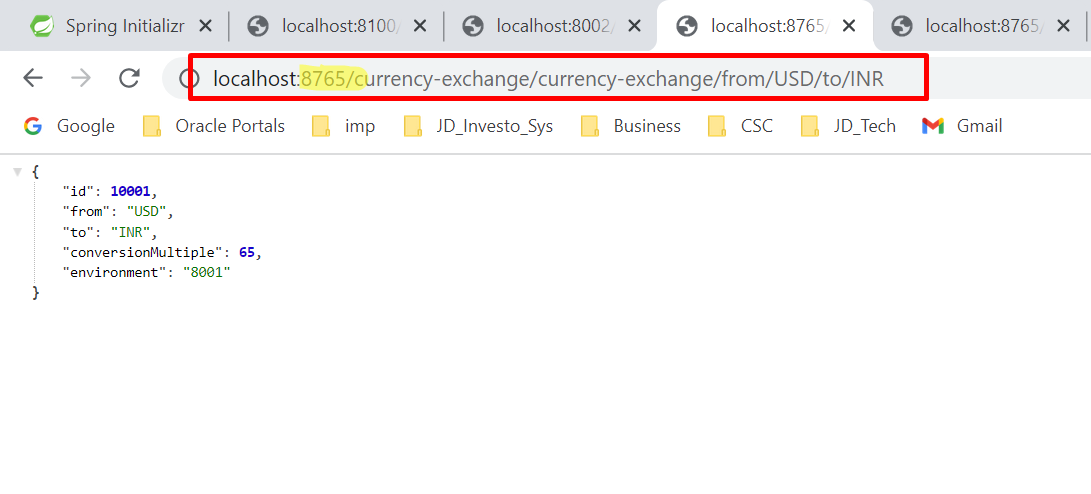 Spring Initializr
localhost:8100/
localhost:8002/
localhost:8765/
localhost:8765/
localhost:8765/currency-exchange/currency-exchange/from/USD/to/INR
Google Oracle Portals imp JD_Investo_Sys Business CSC JD_Tech Gmail
{
"id": 10001,
"from": "USD",
"to": "INR",
"conversionMultiple": 65,
"environment": "8001"
}